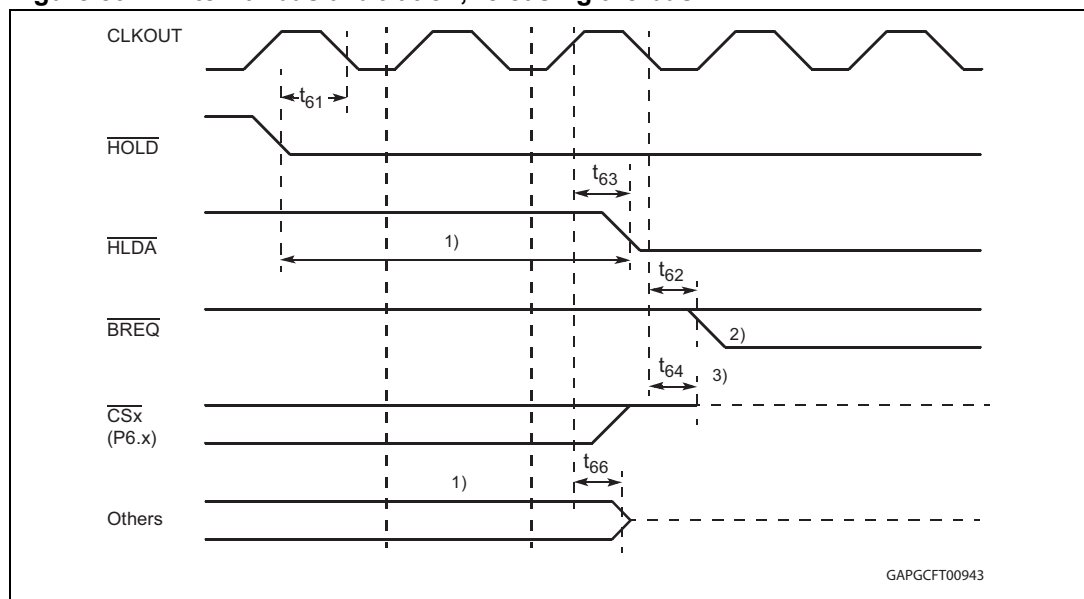 CLKOUT
t61
HOLD
t63
HLDA
1)
t62
BREQ
2)
t64
3)
CSx
(P6.x)
t66
1)
Others
GAPGCFT00943